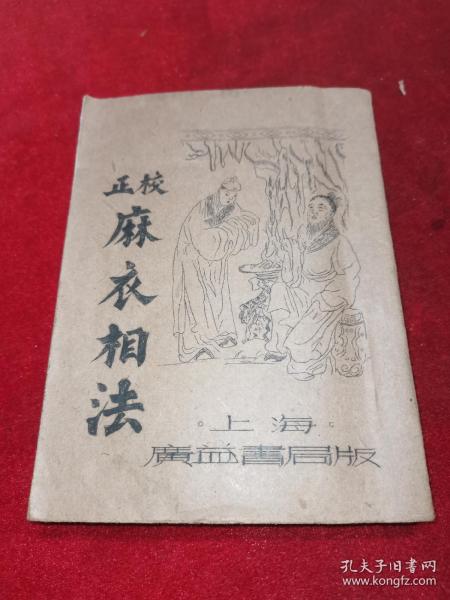 校正
麻衣相法
上海
廣益書局版
孔夫子旧书网
www.kongfz.com